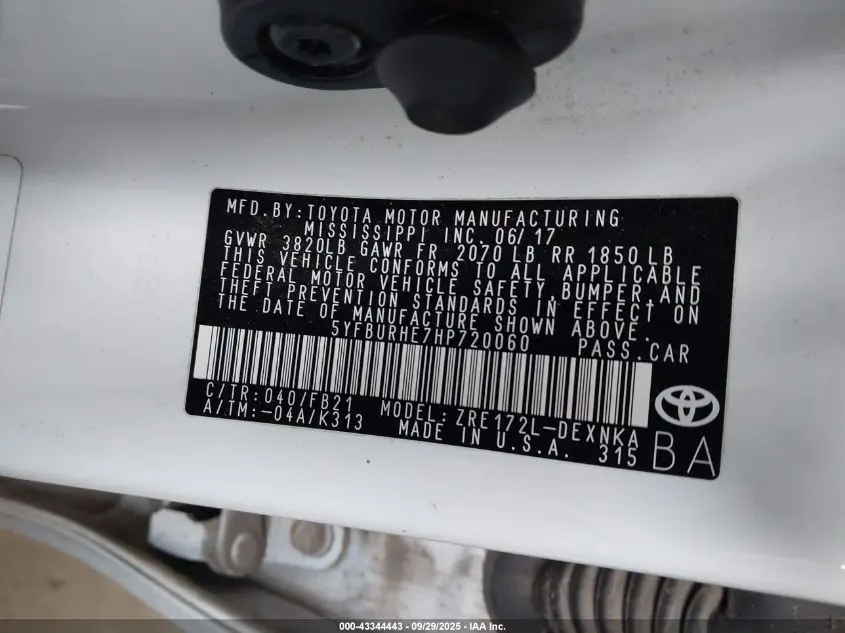 MFD.BY:TOYOTA MOTOR MANUFACTURING
MISSISSIPPI INC. 06/17
GVWR 3820LB GAWR FR 2070 LB RR 1850 LB
THIS VEHICLE CONFORMS TO ALL APPLICABLE
FEDERAL MOTOR VEHICLE SAFETY,BUMPER,AND
THEFT PREVENTION STANDARDS IN EFFECT ON
THE DATE OF MANUFACTURE SHOWN ABOVE.
5YFBURHE7HP720060 PASS.CAR
C/TR: 040/FB21 MODEL: ZRE172L-DEXNKA
A/TM:-04A/K313 MADE IN U.S.A. 315 BA
000-43344443 - 09/29/2025 - IAA Inc.